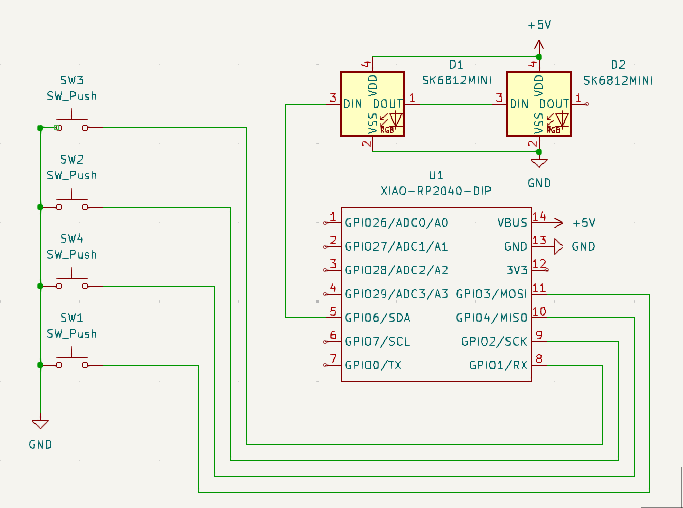 +5V
D1
SK6812MINI
D2
SK6812MINI
4
VDD
3
DIN
DOUT
1
VSS
RGB
2
4
VDD
3
DIN
DOUT
1
VSS
RGB
2
GND
SW3
SW_Push
SW2
SW_Push
SW4
SW_Push
SW1
SW_Push
GND
U1
XIAO-RP2040-DIP
1 GPIO26/ADC0/A0
VBUS 14 +5V
2 GPIO27/ADC1/A1
GND 13 GND
3 GPIO28/ADC2/A2
3V3 12
4 GPIO29/ADC3/A3
GPIO3/MOSI 11
5 GPIO6/SDA
GPIO4/MISO 10
6 GPIO7/SCL
GPIO2/SCK 9
7 GPIO0/TX
GPIO1/RX 8